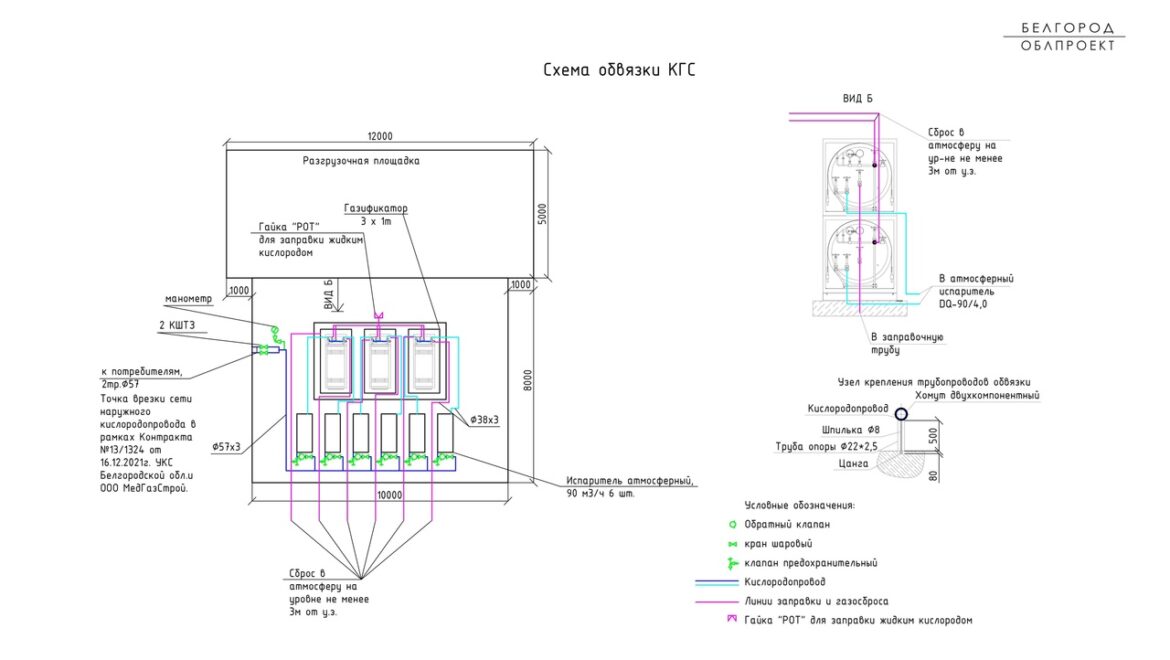 БЕЛГОРОД
ОБЛПРОЕКТ
Схема обвязки КГС
12000
Разгрузочная площадка
5000
Газификатор
3 х 1m
Гайка "РОТ"
для заправки жидким
кислородом
1000
1000
ВИД Б
манометр
2 КШТЗ
к потребителям,
2тр.Ф57
Точка врезки сети
наружного
кислородопровода в
рамках Контракта
№13/1324 от
16.12.2021г. УКС
Белгородской обл.и
ООО МедГазСтрой.
Ф57х3
Ф38х3
8000
10000
Испаритель атмосферный,
90 м3/ч 6 шт.
Сброс в
атмосферу на
уровне не менее
3м от у.з.
ВИД Б
Сброс в
атмосферу на
ур-не не менее
3м от у.з.
В атмосферный
испаритель
DQ-90/4,0
В заправочную
трубу
Узел крепления трубопроводов обвязки
Хомут двухкомпонентный
Кислородопровод
Шпилька Ф8
Труба опоры Ф22*2,5
Цанга
500
80
Условные обозначения:
Обратный клапан
кран шаровый
клапан предохранительный
Кислородопровод
Линии заправки и газосброса
Гайка "РОТ" для заправки жидким кислородом